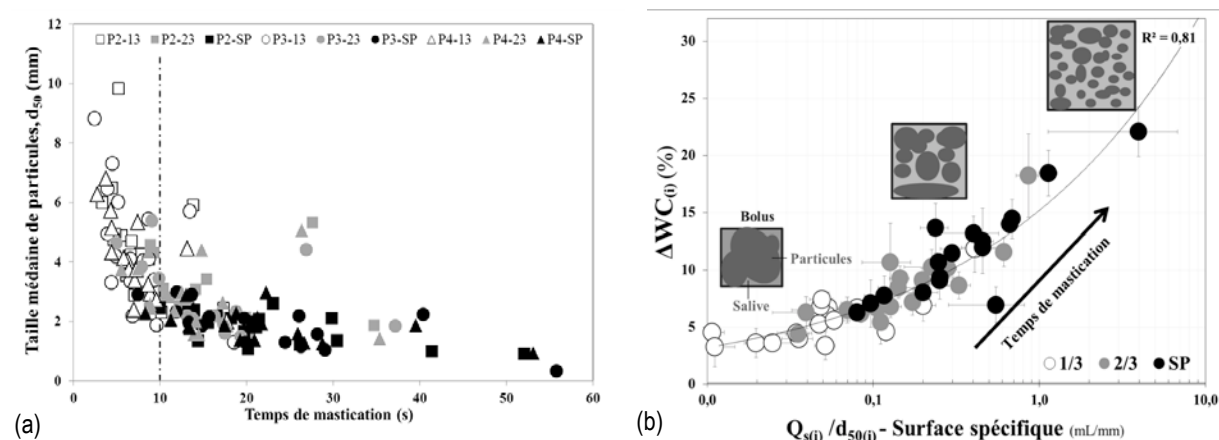 12
10
8
6
4
2
0
Taille médaine de particules, d50 (mm)
P2-13 P2-23 P2-SP P3-13 P3-23 P3-SP P4-13 P4-23 P4-SP
0 10 20 30 40 50 60
Temps de mastication (s)
(a)
30
25
20
15
10
5
0
ΔWC(i) (%)
R² = 0,81
Bolus
Particules
Salive
Temps de mastication
1/3 2/3 SP
0,0 0,1 1,0 10,0
Qs(i) /d50(i) - Surface spécifique (mL/mm)
(b)